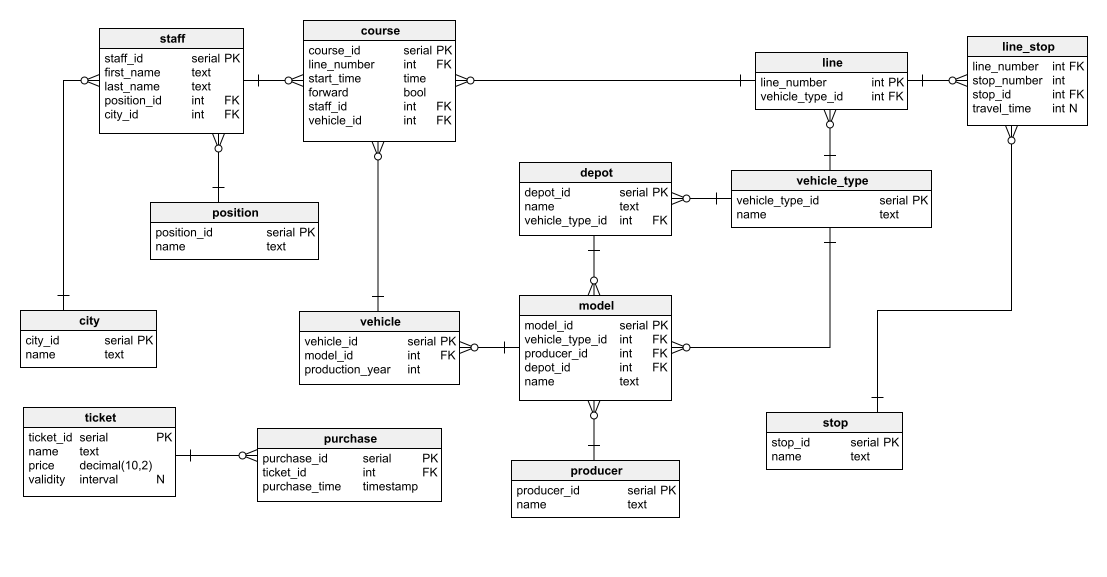 staff
staff_id serial PK
first_name text
last_name text
position_id int FK
city_id int FK
course
course_id serial PK
line_number int FK
start_time time
forward bool
staff_id int FK
vehicle_id int FK
line
line_number int PK
vehicle_type_id int FK
line_stop
line_number int FK
stop_number int
stop_id int FK
travel_time int N
depot
depot_id serial PK
name text
vehicle_type_id int FK
vehicle_type
vehicle_type_id serial PK
name text
position
position_id serial PK
name text
city
city_id serial PK
name text
vehicle
vehicle_id serial PK
model_id int FK
production_year int
model
model_id serial PK
vehicle_type_id int FK
producer_id int FK
depot_id int FK
name text
ticket
ticket_id serial PK
name text
price decimal(10,2)
validity interval N
purchase
purchase_id serial PK
ticket_id int FK
purchase_time timestamp
producer
producer_id serial PK
name text
stop
stop_id serial PK
name text